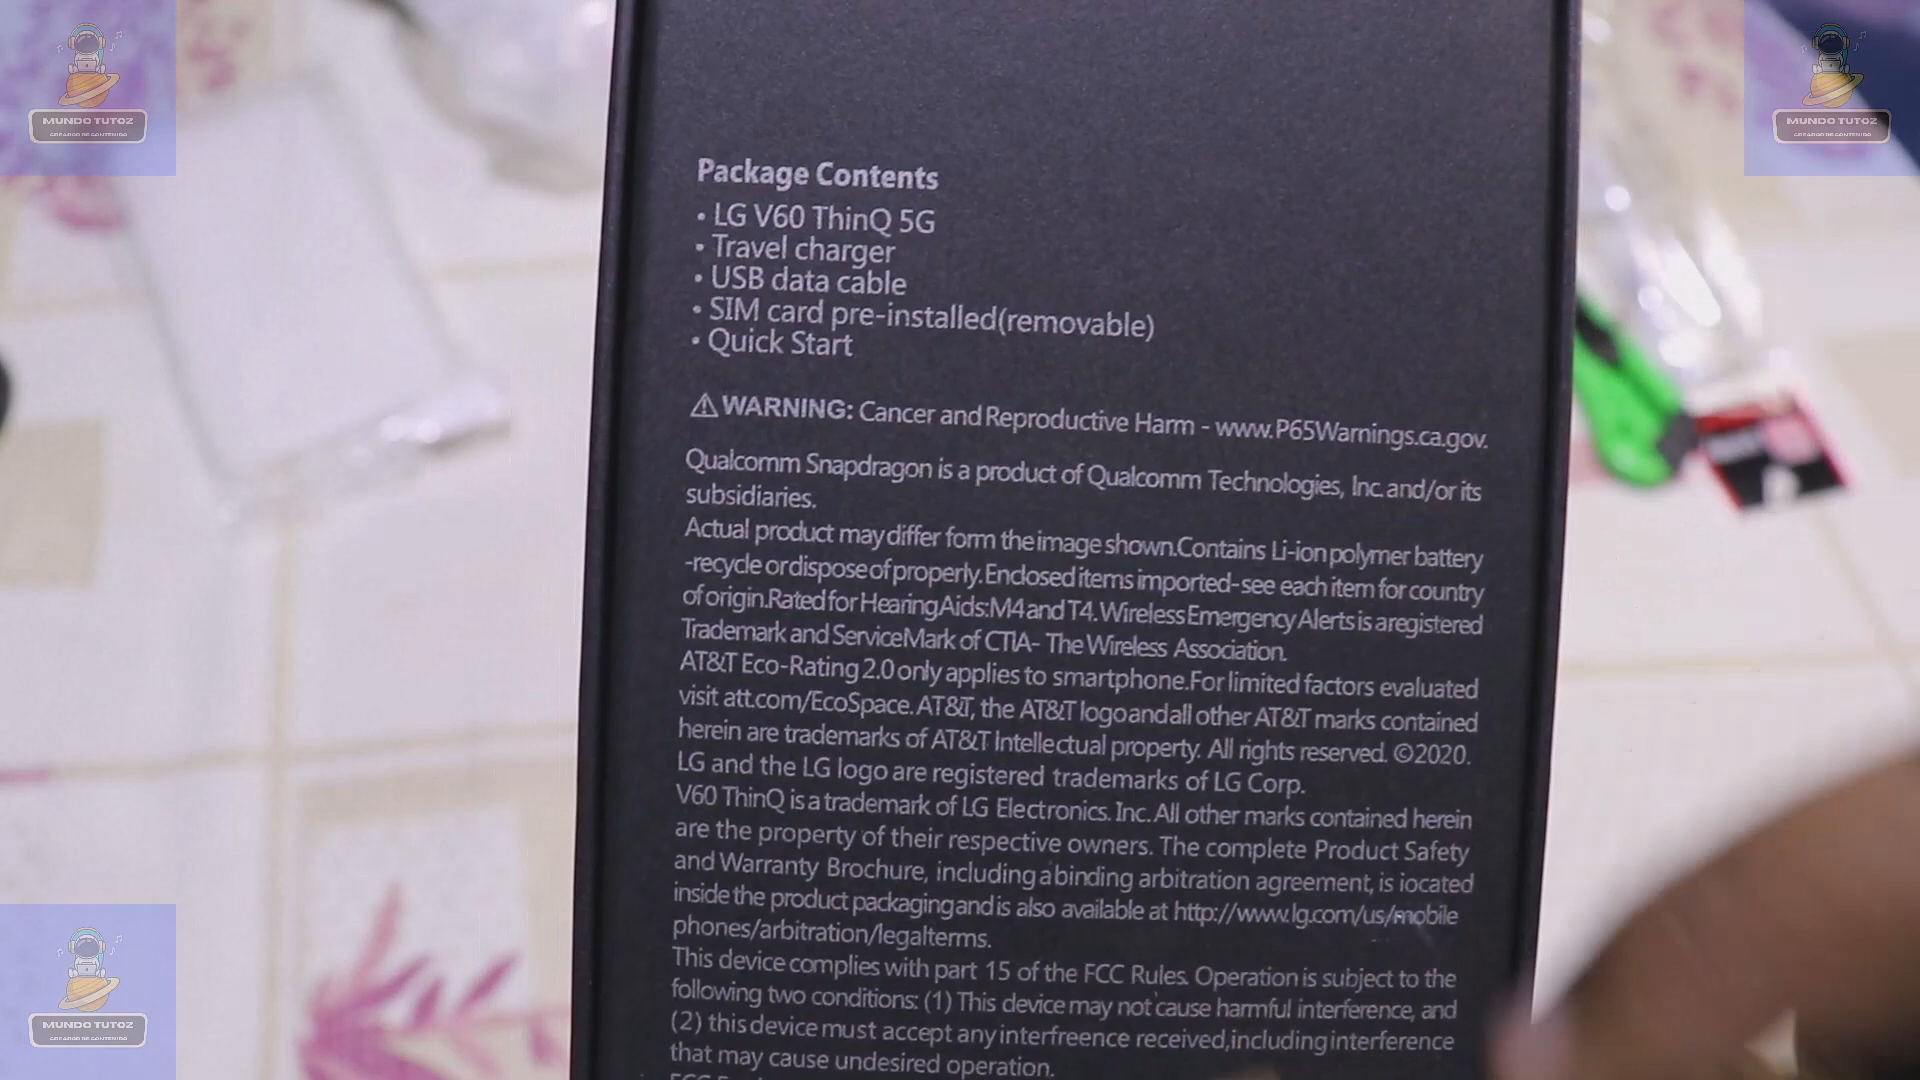 MUNDO TUTOZ
CREADOR DE CONTENIDO
MUNDO TUTOZ
CREADOR DE CONTENIDO
Package Contents
• LG V60 ThinQ 5G
• Travel charger
• USB data cable
• SIM card pre-installed(removable)
• Quick Start
⚠WARNING: Cancer and Reproductive Harm - www.P65Warnings.ca.gov.
Qualcomm Snapdragon is a product of Qualcomm Technologies, Inc.and/or its
subsidiaries.
Actual product may differ form the image shown.Contains Li-ion polymer battery
-recycle or dispose of properly. Enclosed items imported-see each item for country
of origin.Rated for Hearing Aids:M4 and T4. Wireless Emergency Alerts is a registered
Trademark and Service Mark of CTIA- The Wireless Association.
AT&T Eco-Rating 2.0 only applies to smartphone.For limited factors evaluated
visit att.com/EcoSpace. AT&T, the AT&T logo and all other AT&T marks contained
herein are trademarks of AT&T Intellectual property. All rights reserved. ©2020.
LG and the LG logo are registered trademarks of LG Corp.
V60 ThinQ is a trademark of LG Electronics. Inc. All other marks contained herein
are the property of their respective owners. The complete Product Safety
and Warranty Brochure, including a binding arbitration agreement, is iocated
inside the product packaging and is also available at http://www.lg.com/us/mobile
phones/arbitration/legalterms.
This device complies with part 15 of the FCC Rules. Operation is subject to the
following two conditions: (1) This device may not cause harmful interference, and
(2) this device must accept any interfreence received,including interference
that may cause undesired operation.
MUNDO TUTOZ
CREADOR DE CONTENIDO